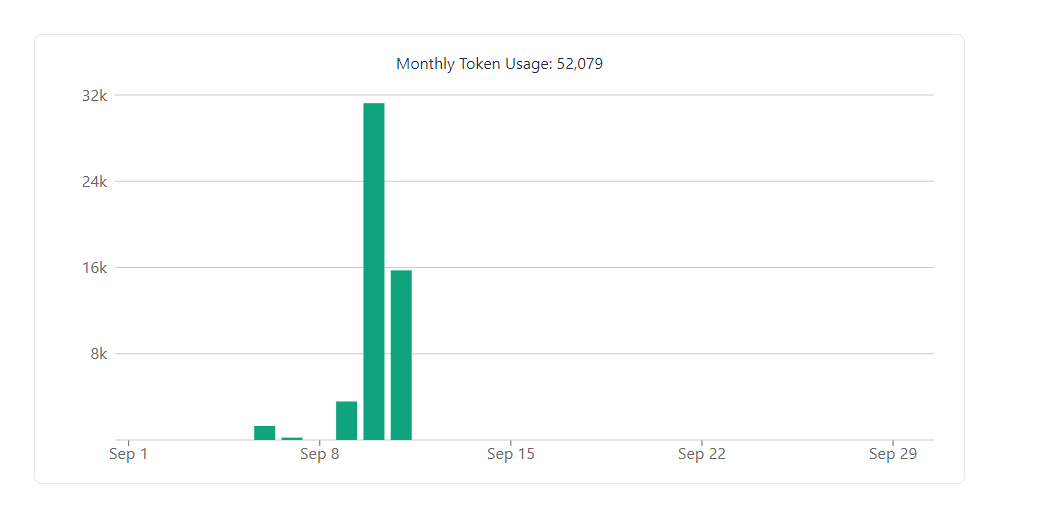 Monthly Token Usage: 52,079
32k
24k
16k
8k
Sep 1 Sep 8 Sep 15 Sep 22 Sep 29